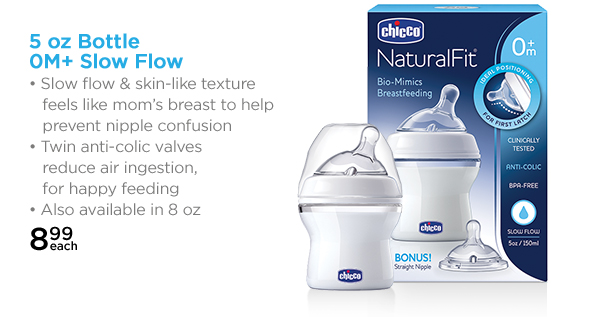 5 oz Bottle
0M+ Slow Flow
• Slow flow & skin-like texture
feels like mom's breast to help
prevent nipple confusion
• Twin anti-colic valves
reduce air ingestion,
for happy feeding
• Also available in 8 oz
8 99
each
chicco
NaturalFit®
Bio-Mimics
Breastfeeding
0+
m
IDEAL POSITIONING
FOR FIRST LATCH
CLINICALLY
TESTED
ANTI-COLIC
BPA-FREE
SLOW FLOW
5oz / 150ml
chicco
BONUS!
Straight Nipple
chicco